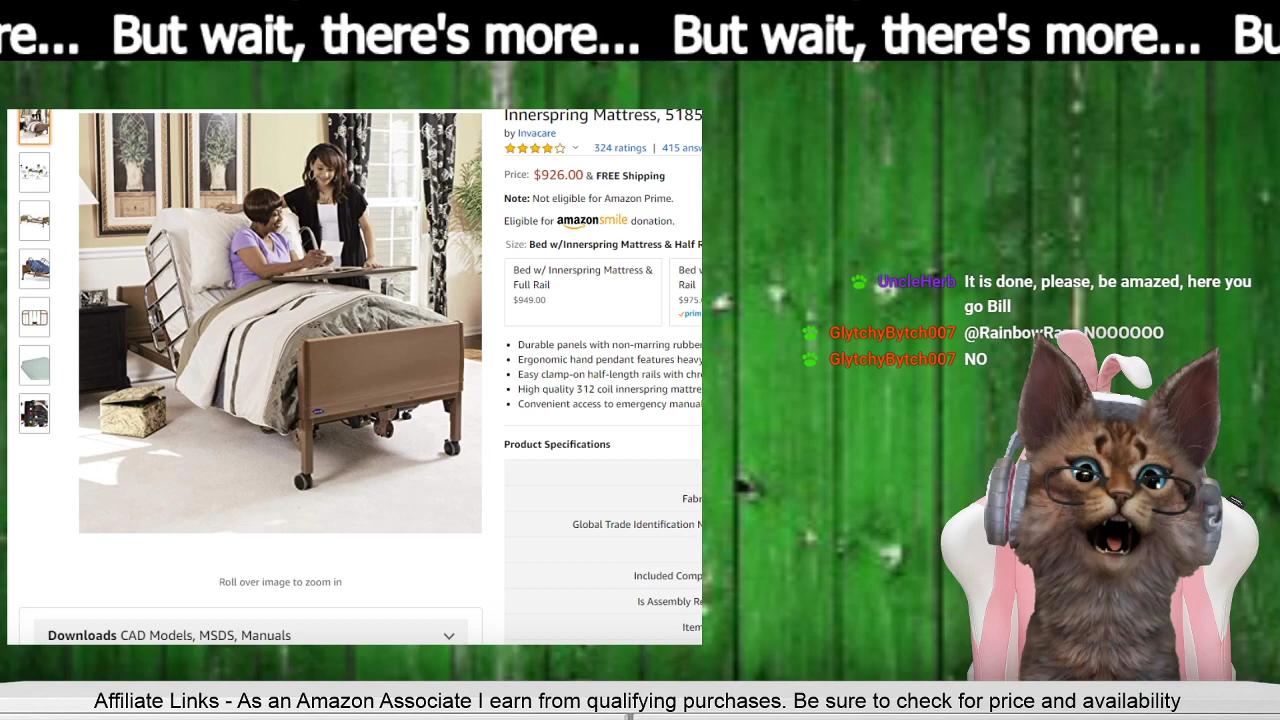 re... But wait, there's more... But wait, there's more... Bu
Innerspring Mattress, 5185
by Invacare
324 ratings | 415 answ
Price: $926.00 & FREE Shipping
Note: Not eligible for Amazon Prime.
Eligible for amazonsmile donation.
Size: Bed w/Innerspring Mattress & Half R
Bed w/ Innerspring Mattress & Full Rail
$949.00
Bed w
Rail
$975.
prim
• Durable panels with non-marring rubber
• Ergonomic hand pendant features heavy
• Easy clamp-on half-length rails with chr
• High quality 312 coil innerspring mattre
• Convenient access to emergency manual
Product Specifications
Fabr
Global Trade Identification N
Included Comp
Is Assembly Re
Item
Roll over image to zoom in
Downloads CAD Models, MSDS, Manuals
UncleHerb It is done, please, be amazed, here you
go Bill
GlytchyBytch007 NOOOOOO
GlytchyBytch007 NO
Affiliate Links - As an Amazon Associate I earn from qualifying purchases. Be sure to check for price and availability